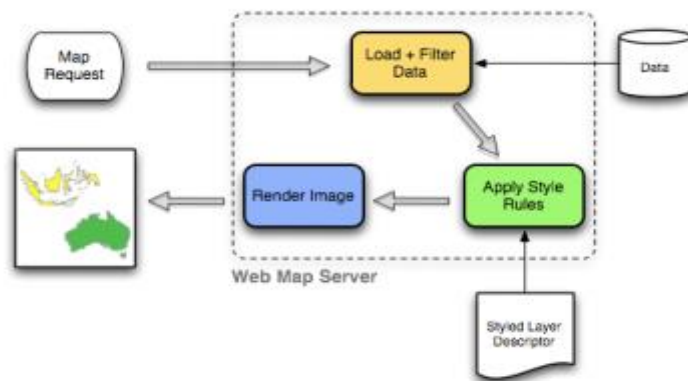 Map
Request
Load + Filter
Data
Data
Render Image
Apply Style
Rules
Web Map Server
Styled Layer
Descriptor